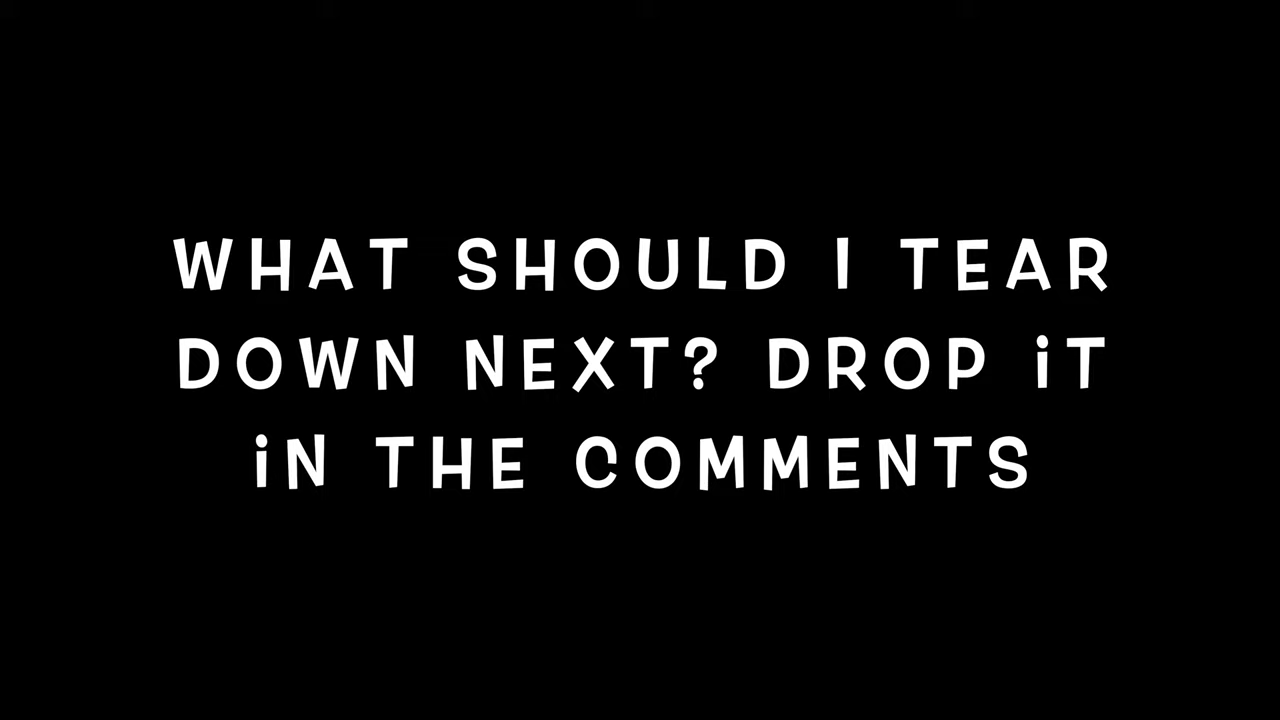 WHAT SHOULD I TEAR
DOWN NEXT? DROP iT
iN THE COMMENTS